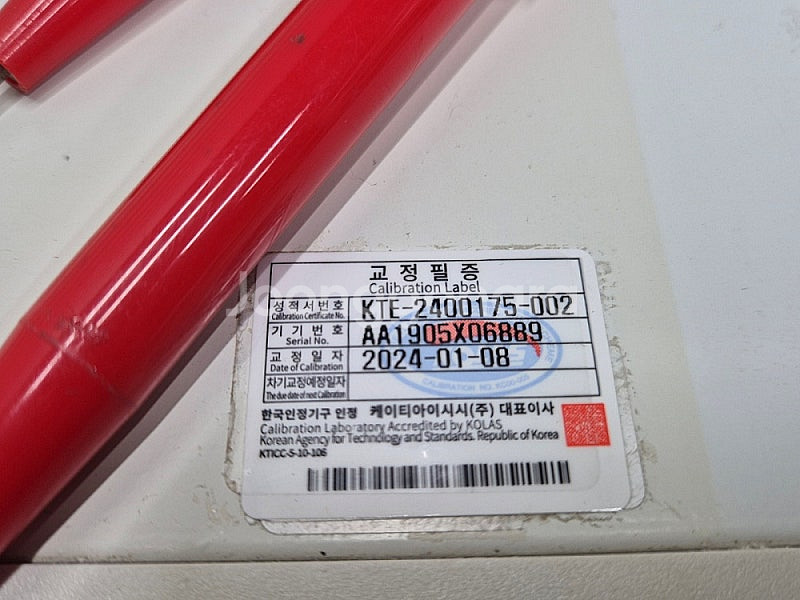 교정필증
Calibration Label
성적서번호 KTE-2400175-002
Calibration Certificate No.
기기번호 AA1905X06889
Serial No.
교정일자 2024-01-08
Date of Calibration
차기교정예정일자
The due date of next Calibration
한국인정기구 인정 케이티아이시시(주) 대표이사
Calibration Laboratory Accredited by KOLAS
Korean Agency for Technology and Standards. Republic of Korea
KTICC-5-10-106
CALIBRATION NO.